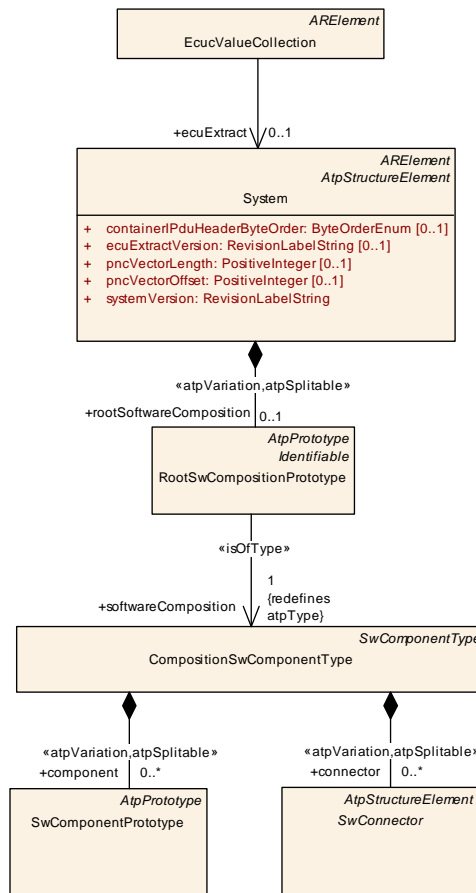 ARElement
EcucValueCollection
+ecuExtract 0..1
ARElement
AtpStructureElement
System
+ containerIPduHeaderByteOrder: ByteOrderEnum [0..1]
+ ecuExtractVersion: RevisionLabelString [0..1]
+ pncVectorLength: PositiveInteger [0..1]
+ pncVectorOffset: PositiveInteger [0..1]
+ systemVersion: RevisionLabelString
«atpVariation,atpSplitable»
+rootSoftwareComposition 0..1
AtpPrototype
Identifiable
RootSwCompositionPrototype
«isOfType»
1
{redefines
+softwareComposition atpType}
SwComponentType
CompositionSwComponentType
«atpVariation,atpSplitable» «atpVariation,atpSplitable»
+component 0..* +connector 0..*
AtpPrototype
SwComponentPrototype
AtpStructureElement
SwConnector